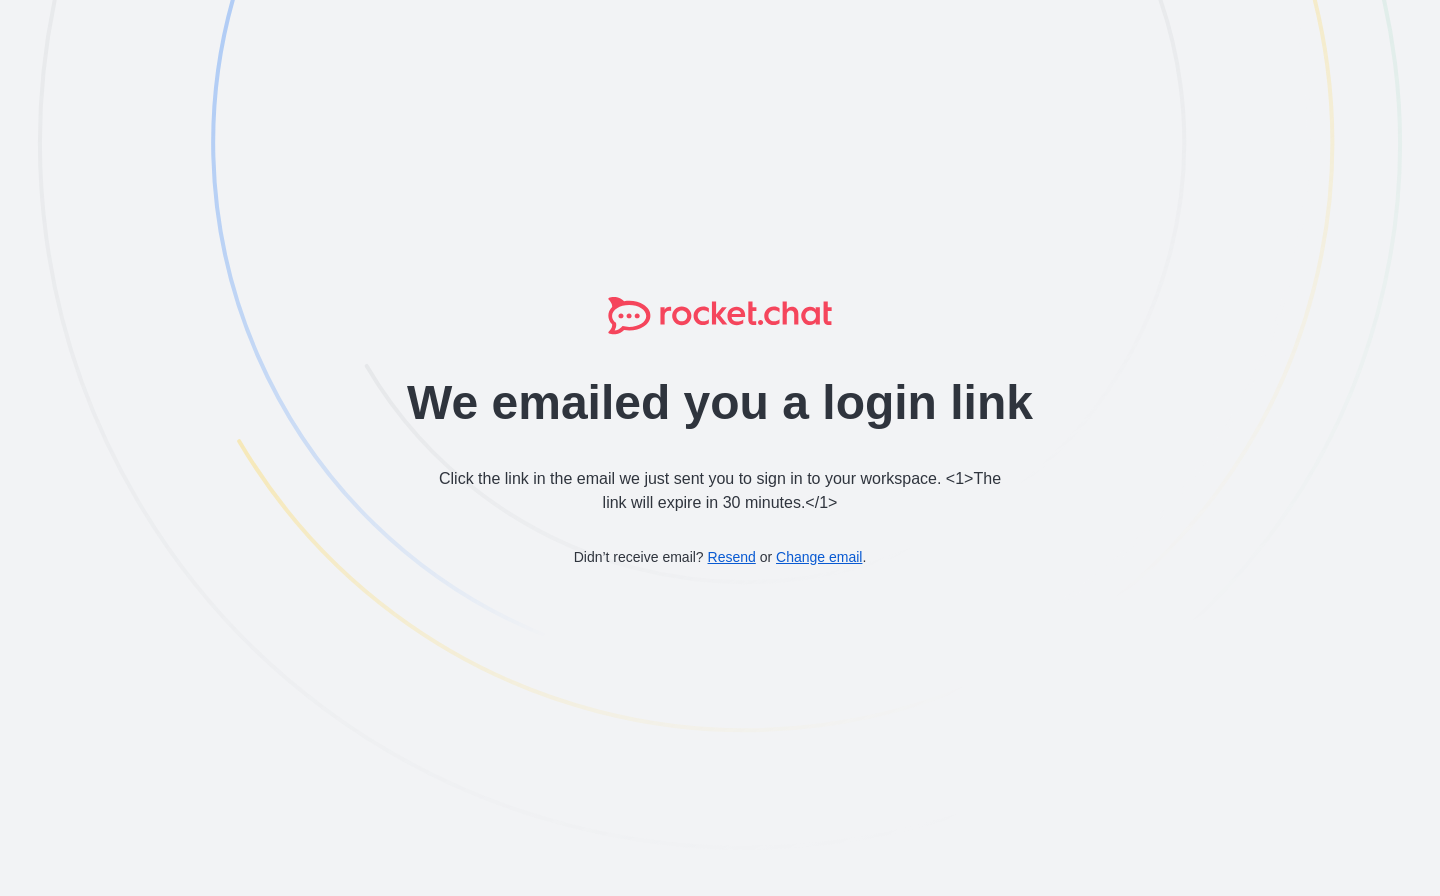 rocket.chat
We emailed you a login link
Click the link in the email we just sent you to sign in to your workspace. <1>The
link will expire in 30 minutes.</1>
Didn’t receive email? Resend or Change email.